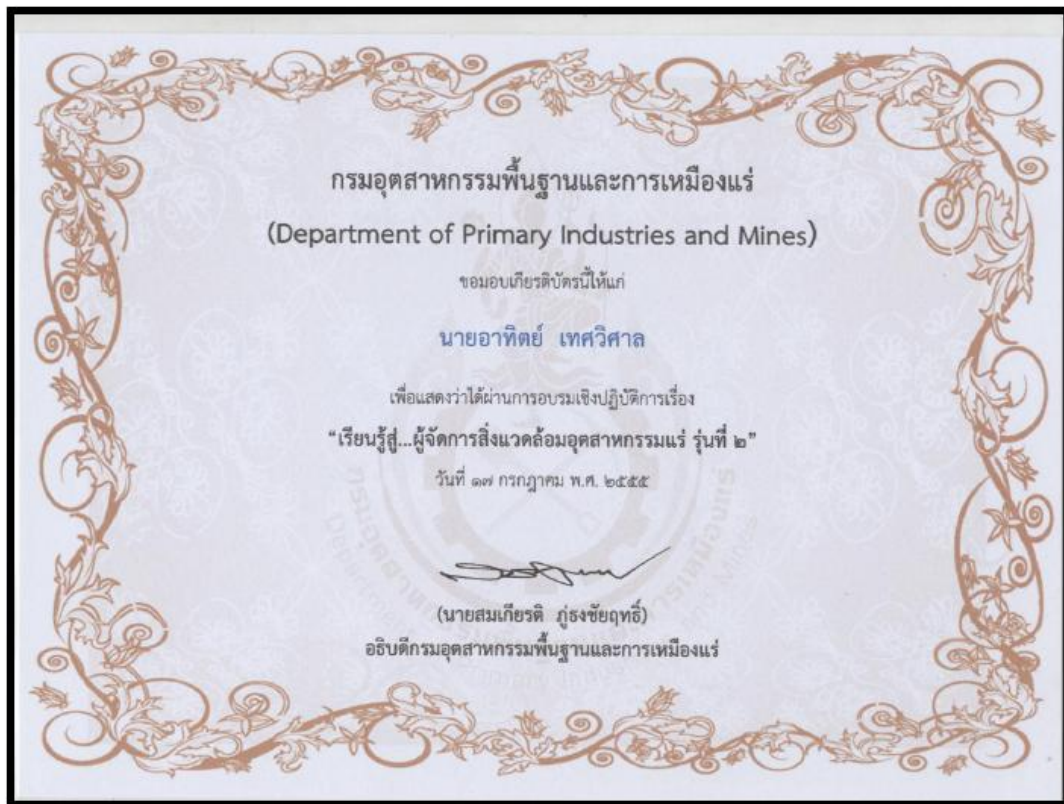 กรมอุตสาหกรรมพื้นฐานและการเหมืองแร่
(Department of Primary Industries and Mines)
ขอมอบเกียรติบัตรนี้ให้แก่
นายอาทิตย์ เทศวิศาล
เพื่อแสดงว่าได้ผ่านการอบรมเชิงปฏิบัติการเรื่อง
“เรียนรู้สู่...ผู้จัดการสิ่งแวดล้อมอุตสาหกรรมแร่ รุ่นที่ ๒”
วันที่ ๑๗ กรกฎาคม พ.ศ. ๒๕๕๕
(นายสมเกียรติ ภู่ธงชัยฤทธิ์)
อธิบดีกรมอุตสาหกรรมพื้นฐานและการเหมืองแร่